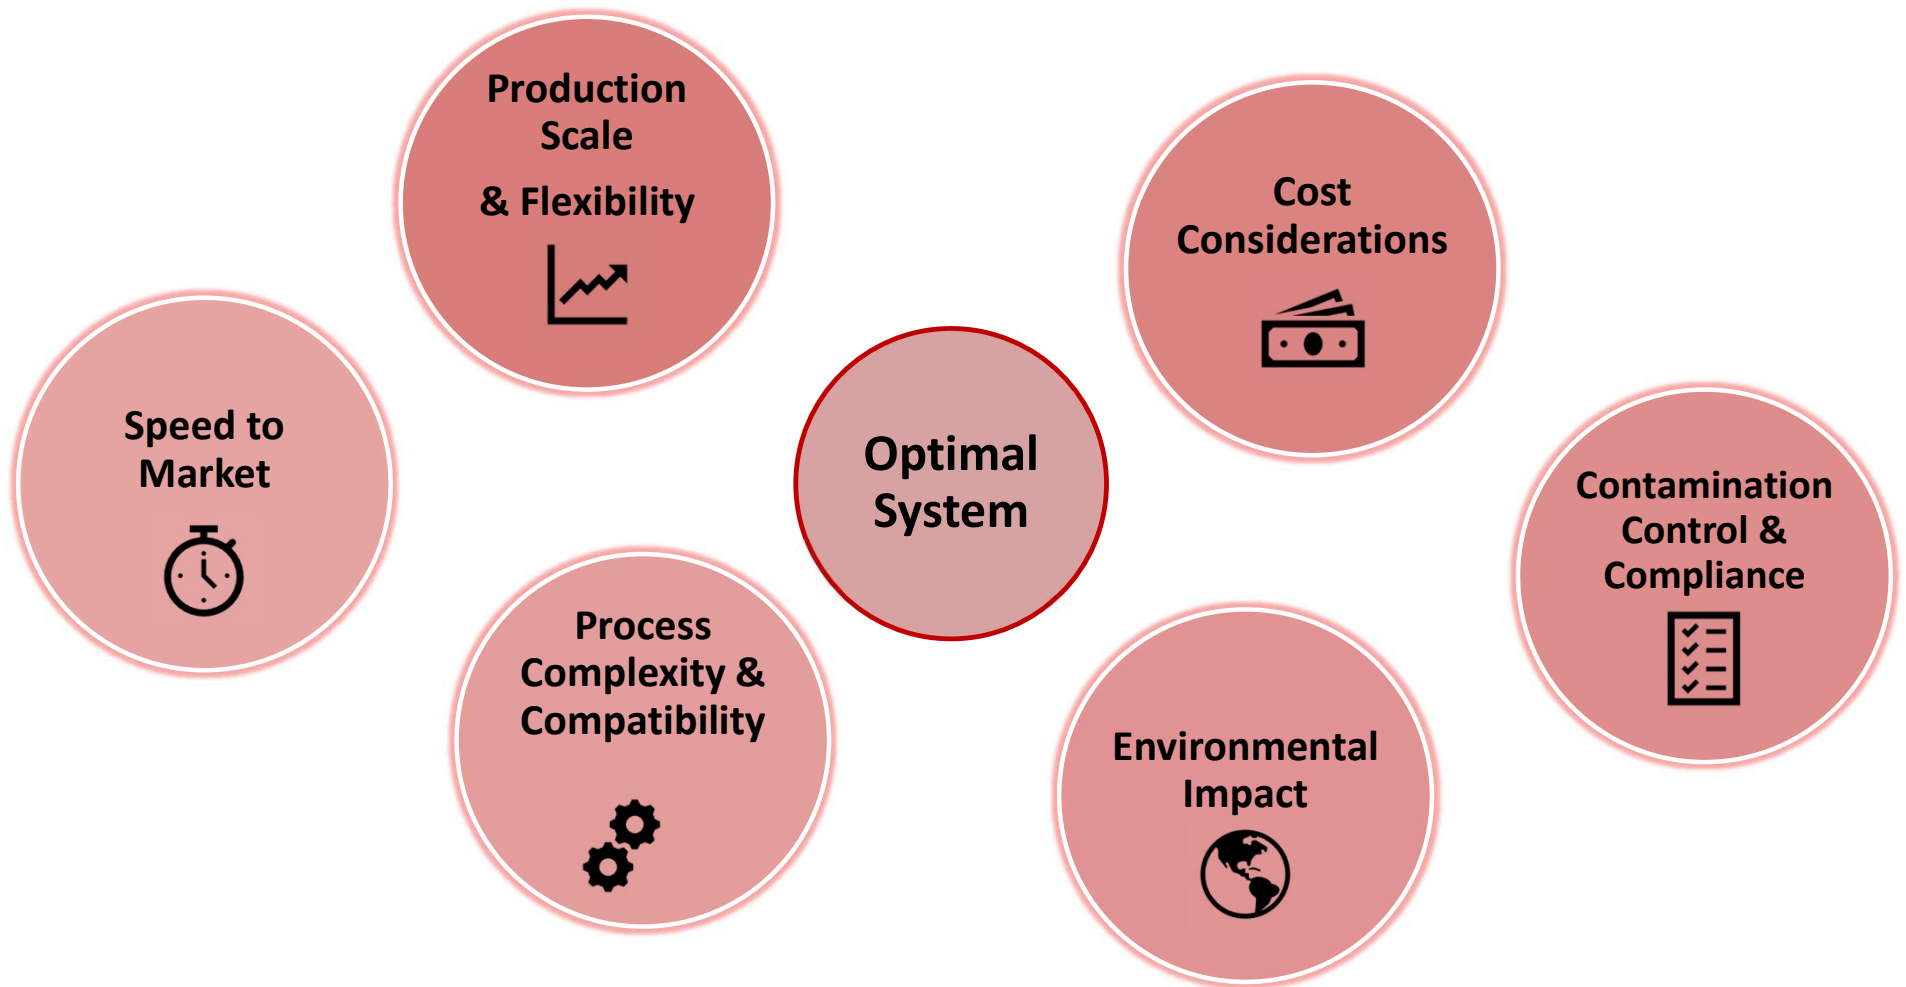 Production
Scale
& Flexibility
Cost
Considerations
Speed to
Market
Optimal
System
Contamination
Control &
Compliance
Process
Complexity &
Compatibility
Environmental
Impact